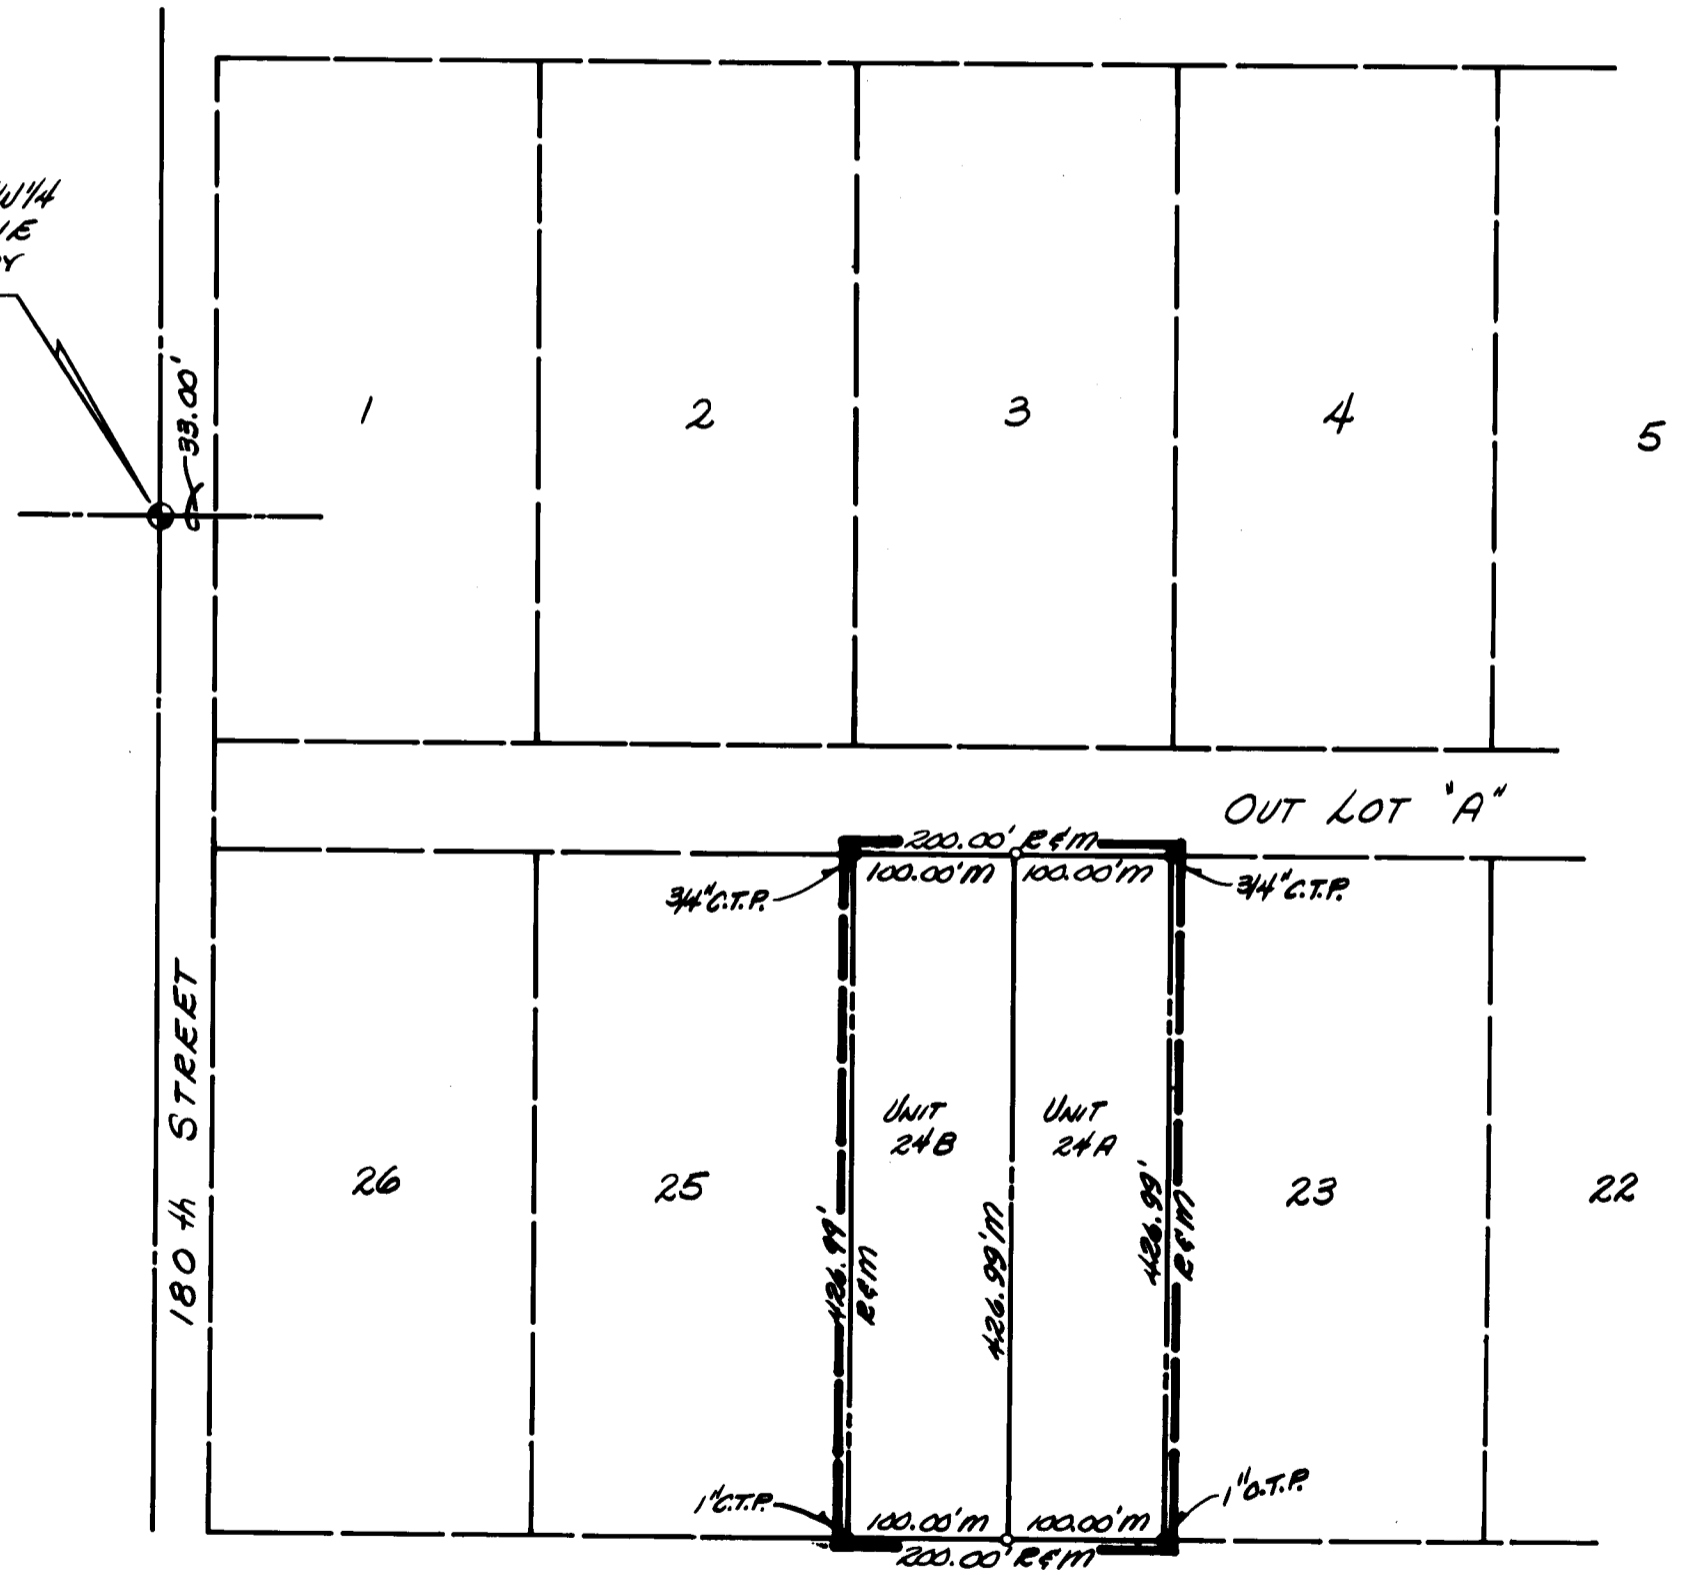 33.00'
1
2
3
4
5
OUT LOT "A"
200.00' R&M
100.00'M
100.00'M
3/4"C.T.P.
3/4"C.T.P.
180 th STREET
UNIT
24B
UNIT
24A
26
25
23
22
426.99'
R&M
426.99'M
426.99'
R&M
1"C.T.P.
1"O.T.P.
100.00'M
100.00'M
200.00' R&M